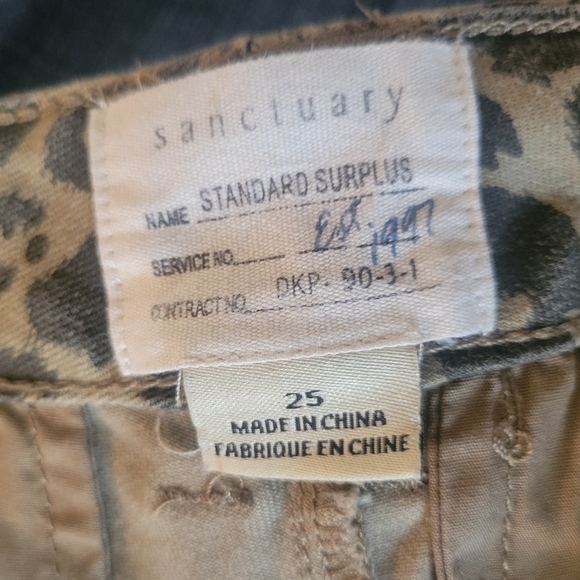 sanctuary
NAME STANDARD SURPLUS
SERVICE NO. Est. 1997
CONTRACT NO. DKP- 90-3-1
25
MADE IN CHINA
FABRIQUE EN CHINE